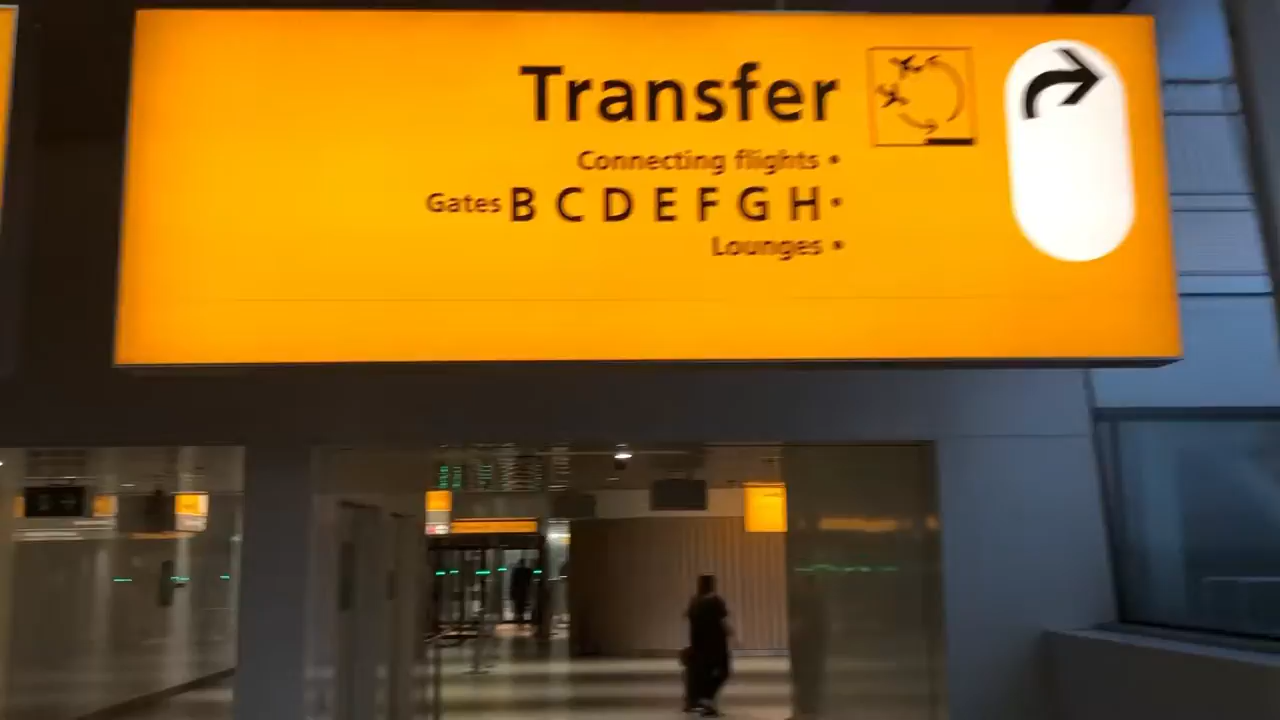 Transfer
Connecting flights •
Gates B C D E F G H •
Lounges •